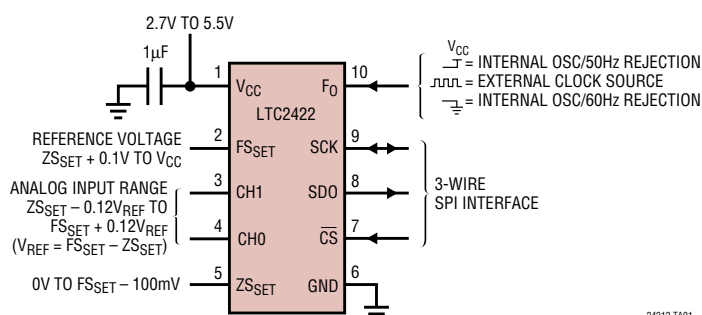 2.7V TO 5.5V
1µF
1
VCC
LTC2422
FO
10
VCC
= INTERNAL OSC/50Hz REJECTION
= EXTERNAL CLOCK SOURCE
= INTERNAL OSC/60Hz REJECTION
REFERENCE VOLTAGE
ZSSET + 0.1V TO VCC
2
FSSET
SCK
9
ANALOG INPUT RANGE
ZSSET – 0.12VREF TO
FSSET + 0.12VREF
(VREF = FSSET – ZSSET)
3
CH1
SDO
8
3-WIRE
SPI INTERFACE
4
CH0
CS
7
0V TO FSSET – 100mV
5
ZSSET
GND
6